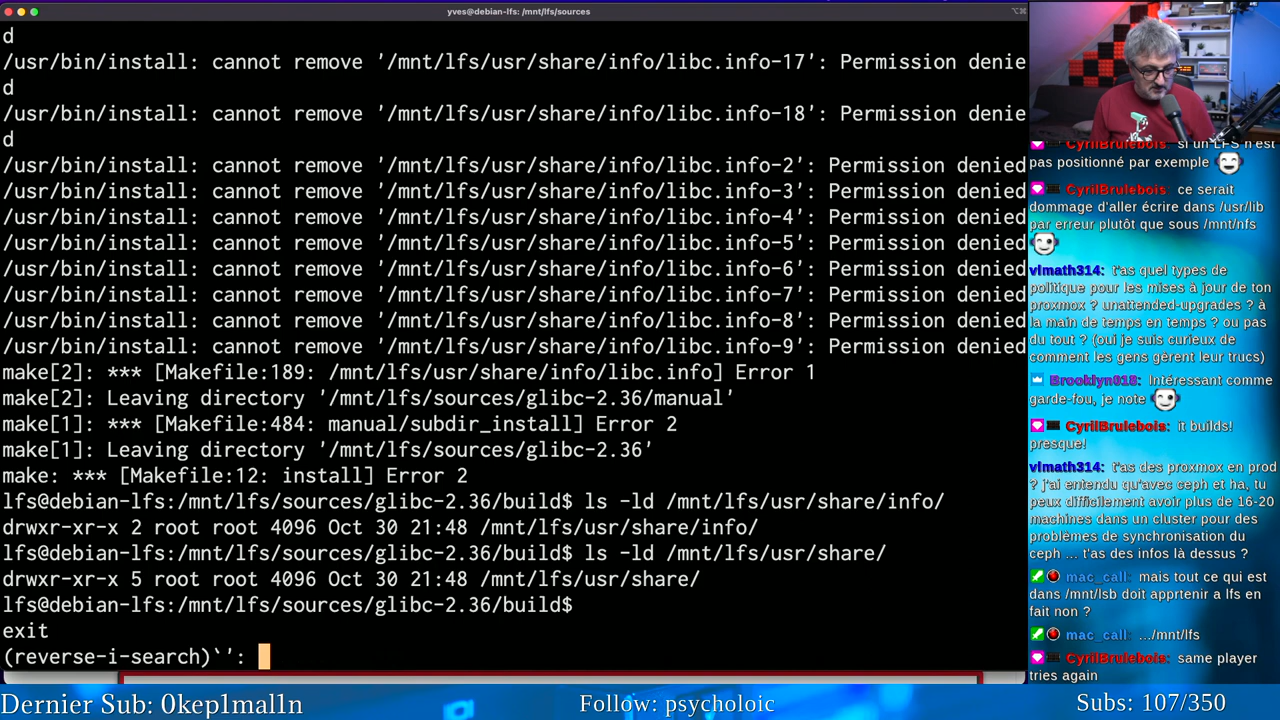 yves@debian-lfs: /mnt/lfs/sources
d
/usr/bin/install: cannot remove '/mnt/lfs/usr/share/info/libc.info-17': Permission denie
d
/usr/bin/install: cannot remove '/mnt/lfs/usr/share/info/libc.info-18': Permission denie
d
/usr/bin/install: cannot remove '/mnt/lfs/usr/share/info/libc.info-2': Permission denied
/usr/bin/install: cannot remove '/mnt/lfs/usr/share/info/libc.info-3': Permission denied
/usr/bin/install: cannot remove '/mnt/lfs/usr/share/info/libc.info-4': Permission denied
/usr/bin/install: cannot remove '/mnt/lfs/usr/share/info/libc.info-5': Permission denied
/usr/bin/install: cannot remove '/mnt/lfs/usr/share/info/libc.info-6': Permission denied
/usr/bin/install: cannot remove '/mnt/lfs/usr/share/info/libc.info-7': Permission denied
/usr/bin/install: cannot remove '/mnt/lfs/usr/share/info/libc.info-8': Permission denied
/usr/bin/install: cannot remove '/mnt/lfs/usr/share/info/libc.info-9': Permission denied
make[2]: *** [Makefile:189: /mnt/lfs/usr/share/info/libc.info] Error 1
make[2]: Leaving directory '/mnt/lfs/sources/glibc-2.36/manual'
make[1]: *** [Makefile:484: manual/subdir_install] Error 2
make[1]: Leaving directory '/mnt/lfs/sources/glibc-2.36'
make: *** [Makefile:12: install] Error 2
lfs@debian-lfs:/mnt/lfs/sources/glibc-2.36/build$ ls -ld /mnt/lfs/usr/share/info/
drwxr-xr-x 2 root root 4096 Oct 30 21:48 /mnt/lfs/usr/share/info/
lfs@debian-lfs:/mnt/lfs/sources/glibc-2.36/build$ ls -ld /mnt/lfs/usr/share/
drwxr-xr-x 5 root root 4096 Oct 30 21:48 /mnt/lfs/usr/share/
lfs@debian-lfs:/mnt/lfs/sources/glibc-2.36/build$
exit
(reverse-i-search)`':
CyrilBrulebois: si un LFS n'est
pas positionné par exemple
CyrilBrulebois: ce serait
dommage d'aller écrire dans /usr/lib
par erreur plutôt que sous /mnt/nfs
vlmath314: t'as quel types de
politique pour les mises à jour de ton
proxmox ? unattended-upgrades ? à
la main de temps en temps ? ou pas
du tout ? (oui je suis curieux de
comment les gens gèrent leur trucs)
Brooklyn018: Intéressant comme
garde-fou, je note
CyrilBrulebois: it builds!
presque!
vlmath314: t'as des proxmox en prod
? j'ai entendu qu'avec ceph et ha, tu
peux difficilement avoir plus de 16-20
machines dans un cluster pour des
problèmes de synchronisation du
ceph ... t'as des infos là dessus ?
mac_call: mais tout ce qui est
dans /mnt/lsb doit apprtenir a lfs en
fait non ?
mac_call: .../mnt/lfs
CyrilBrulebois: same player
tries again
Dernier Sub: 0kep1mal1n
Follow: psycholoic
Subs: 107/350